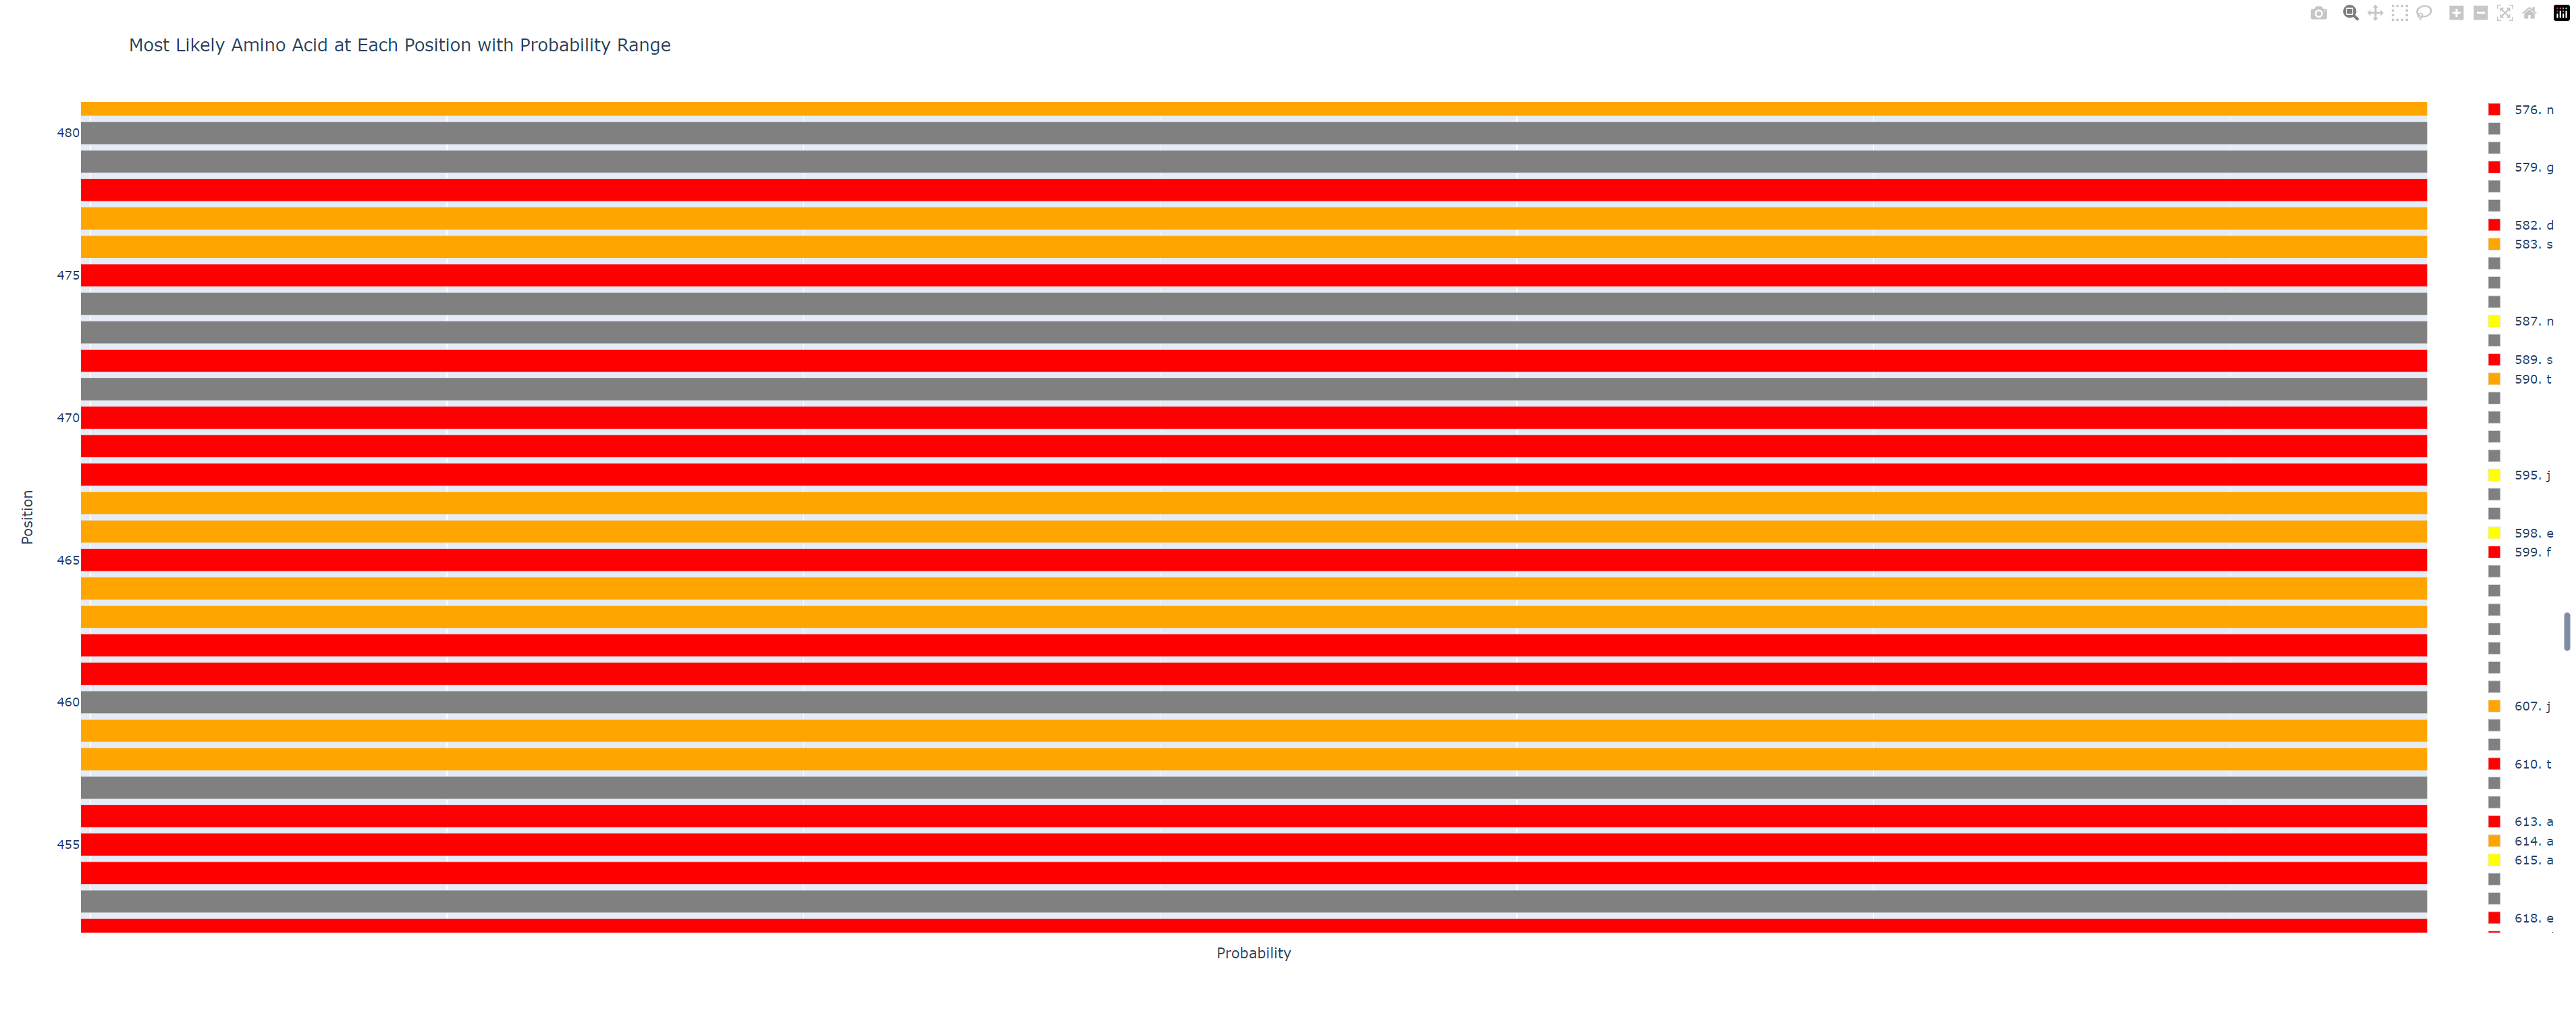 Most Likely Amino Acid at Each Position with Probability Range
480
475
470
465
460
455
Position
Probability
576. n
579. g
582. d
583. s
587. n
589. s
590. t
595. j
598. e
599. f
607. j
610. t
613. a
614. a
615. a
618. e